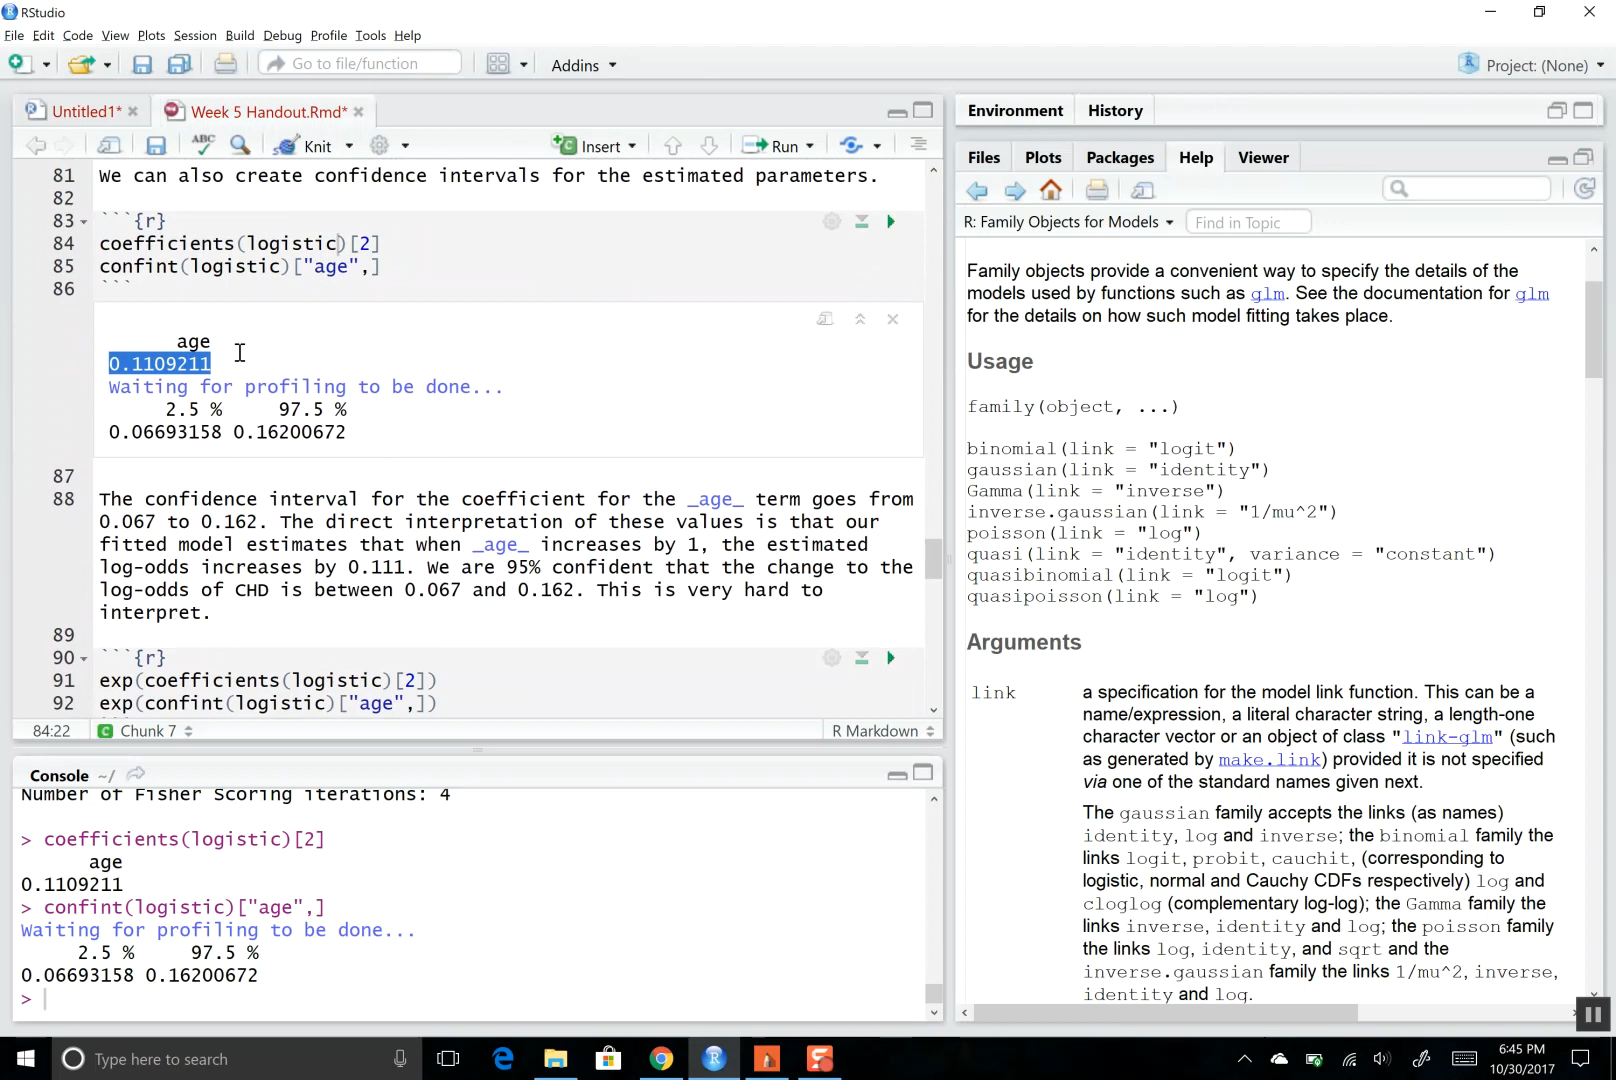 RStudio
File Edit Code View Plots Session Build Debug Profile Tools Help
Go to file/function
Addins
Project: (None)
Untitled1*
Week 5 Handout.Rmd*
ABC
Knit
Insert
Run
81 We can also create confidence intervals for the estimated parameters.
82
83 ```{r}
84 coefficients(logistic)[2]
85 confint(logistic)["age",]
86 ```
age
0.1109211
Waiting for profiling to be done...
2.5 % 97.5 %
0.06693158 0.16200672
87
88 The confidence interval for the coefficient for the _age_ term goes from
0.067 to 0.162. The direct interpretation of these values is that our
fitted model estimates that when _age_ increases by 1, the estimated
log-odds increases by 0.111. We are 95% confident that the change to the
log-odds of CHD is between 0.067 and 0.162. This is very hard to
interpret.
89
90 ```{r}
91 exp(coefficients(logistic)[2])
92 exp(confint(logistic)["age",])
84:22
Chunk 7
R Markdown
Console ~/
Number of Fisher Scoring iterations: 4
> coefficients(logistic)[2]
age
0.1109211
> confint(logistic)["age",]
Waiting for profiling to be done...
2.5 % 97.5 %
0.06693158 0.16200672
>
Environment History
Files Plots Packages Help Viewer
R: Family Objects for Models
Find in Topic
Family objects provide a convenient way to specify the details of the
models used by functions such as glm. See the documentation for glm
for the details on how such model fitting takes place.
Usage
family(object, ...)
binomial(link = "logit")
gaussian(link = "identity")
Gamma(link = "inverse")
inverse.gaussian(link = "1/mu^2")
poisson(link = "log")
quasi(link = "identity", variance = "constant")
quasibinomial(link = "logit")
quasipoisson(link = "log")
Arguments
link a specification for the model link function. This can be a
name/expression, a literal character string, a length-one
character vector or an object of class "link-glm" (such
as generated by make.link) provided it is not specified
via one of the standard names given next.
The gaussian family accepts the links (as names)
identity, log and inverse; the binomial family the
links logit, probit, cauchit, (corresponding to
logistic, normal and Cauchy CDFs respectively) log and
cloglog (complementary log-log); the Gamma family the
links inverse, identity and log; the poisson family
the links log, identity, and sqrt and the
inverse.gaussian family the links 1/mu^2, inverse,
identity and log.
Type here to search
6:45 PM
10/30/2017